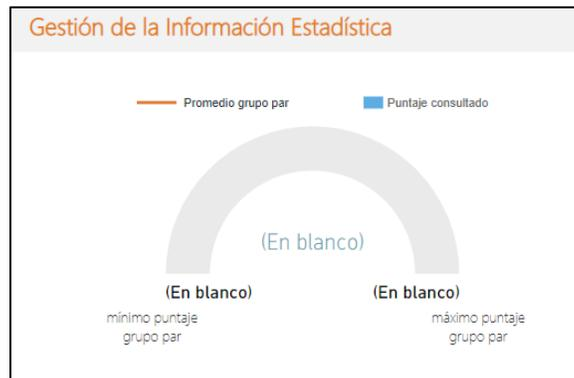 Gestión de la Información Estadística
Promedio grupo par
Puntaje consultado
(En blanco)
(En blanco)
(En blanco)
mínimo puntaje
grupo par
máximo puntaje
grupo par